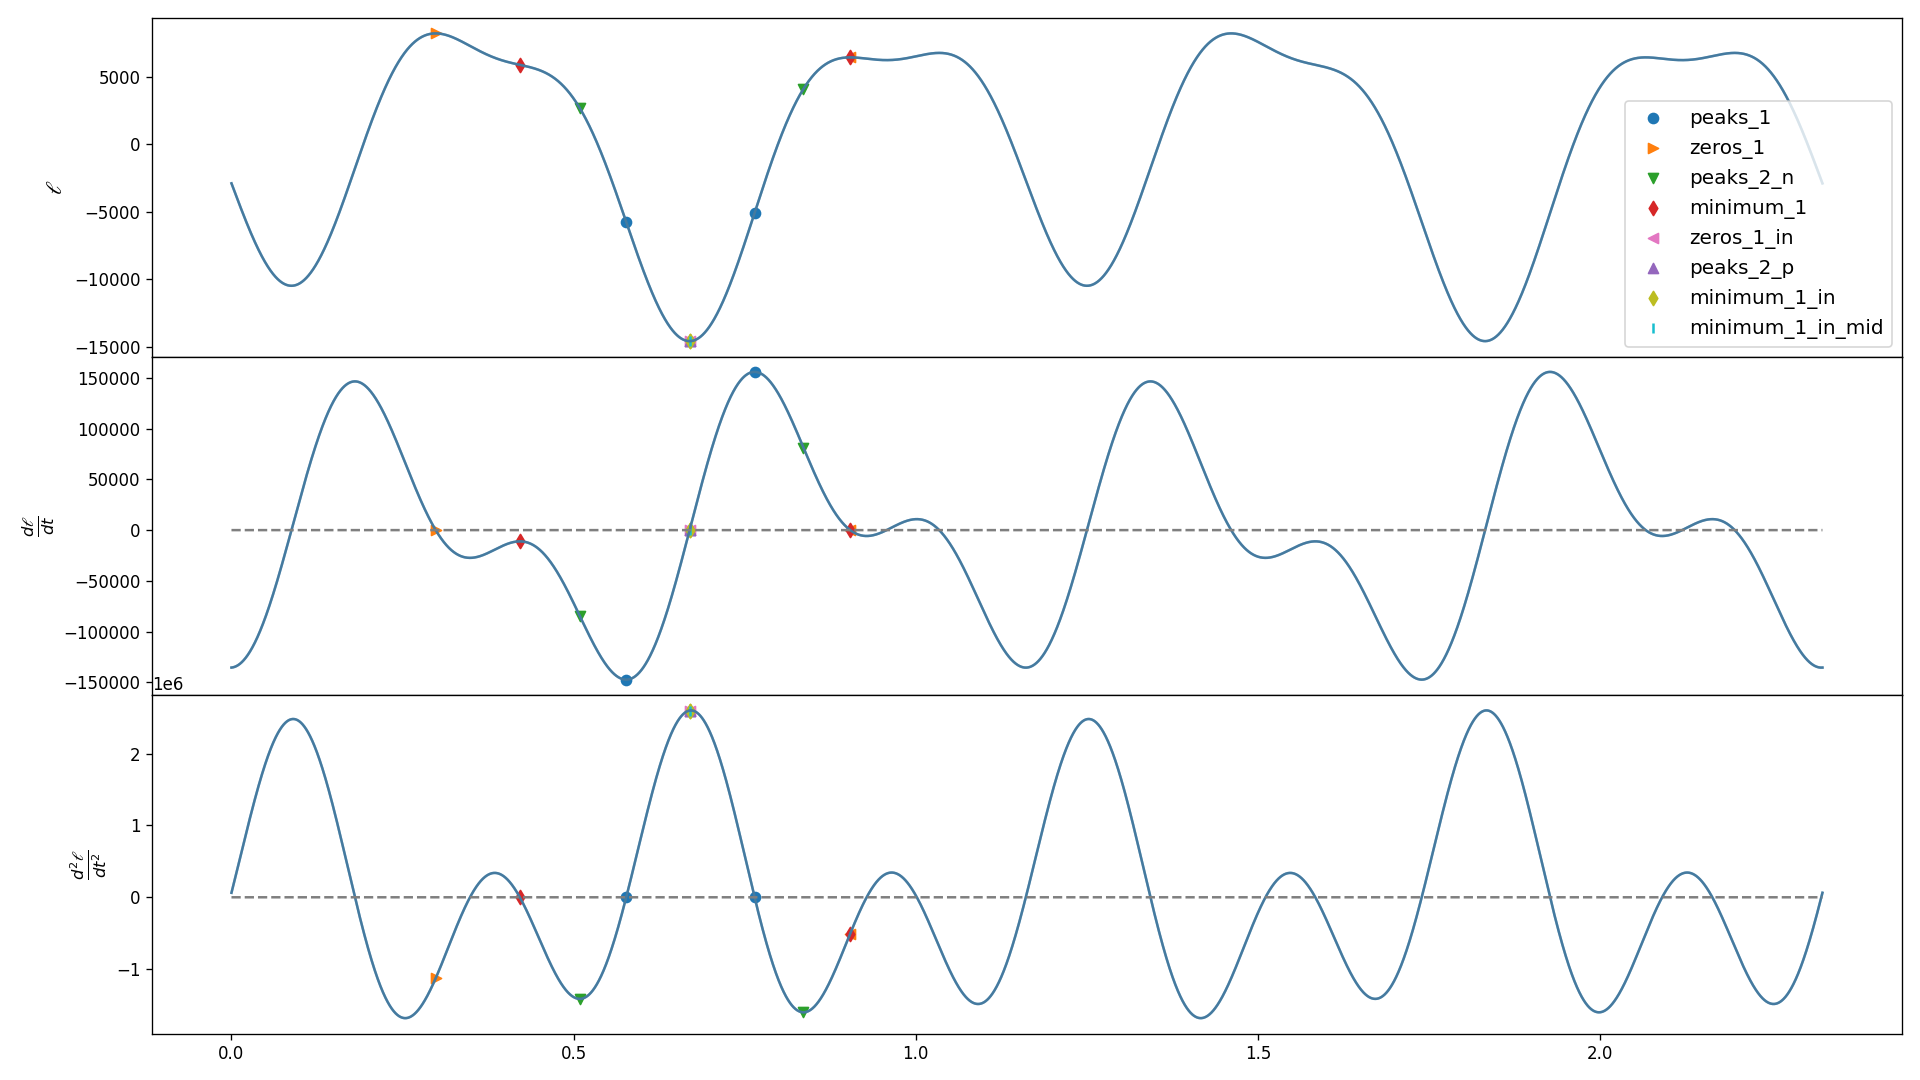 5000
0
−5000
−10000
−15000
ℓ
peaks_1
zeros_1
peaks_2_n
minimum_1
zeros_1_in
peaks_2_p
minimum_1_in
minimum_1_in_mid
150000
100000
50000
0
−50000
−100000
−150000
dℓ
dt
1e6
2
1
0
−1
d²ℓ
dt²
0.0 0.5 1.0 1.5 2.0